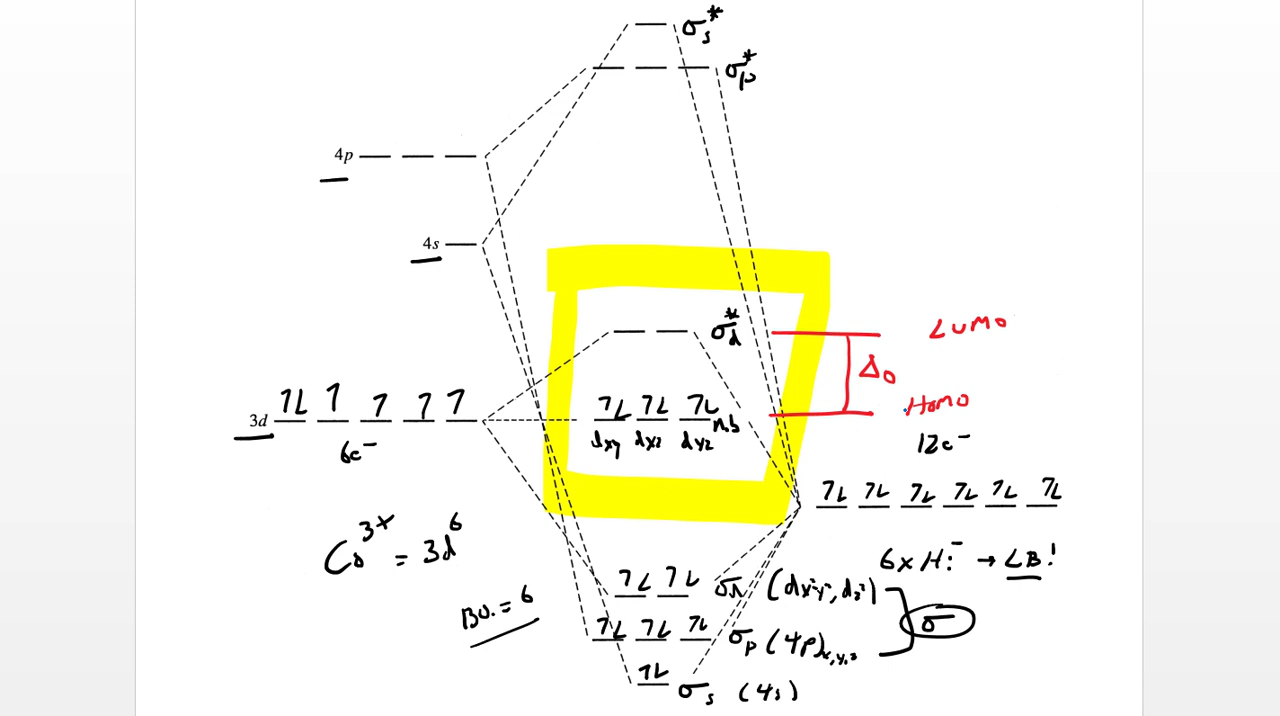 σs*
σp*
4p
4s
σd*
LUMO
Δo
HOMO
3d
6e⁻
n.b
dxy dxz dyz
12e⁻
Co³⁺ = 3d⁶
6 x H:⁻ → LB!
B.O. = 6
σd (dx²-y², dz²)
σ
σp (4p)x,y,z
σs (4s)